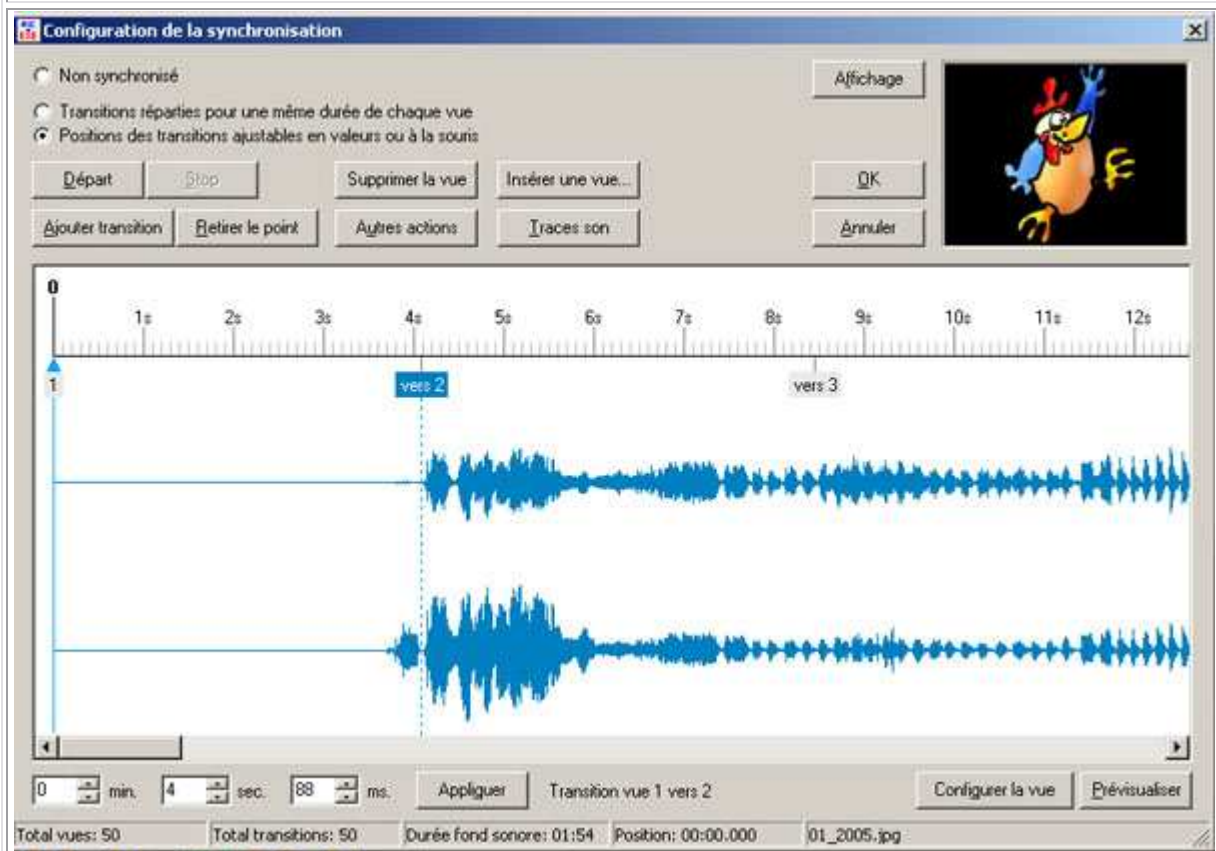 Configuration de la synchronisation
Non synchronisé
Affichage
Transitions réparties pour une même durée de chaque vue
Positions des transitions ajustables en valeurs ou à la souris
Départ Stop Supprimer la vue Insérer une vue... OK
Ajouter transition Retirer le point Autres actions Traces son Annuler
0
1s 2s 3s 4s 5s 6s 7s 8s 9s 10s 11s 12s
1 vers 2 vers 3
0 min. 4 sec. 88 ms. Appliquer Transition vue 1 vers 2 Configurer la vue Prévisualiser
Total vues: 50 Total transitions: 50 Durée fond sonore: 01:54 Position: 00:00.000 01_2005.jpg